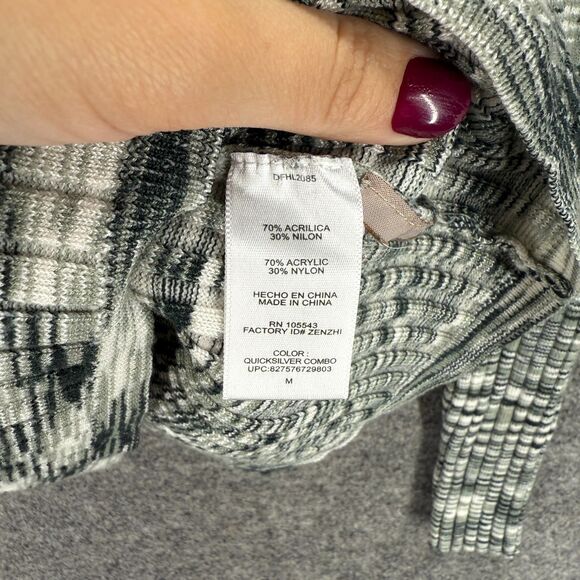 DFHL2085
70% ACRILICA
30% NILON
70% ACRYLIC
30% NYLON
HECHO EN CHINA
MADE IN CHINA
RN 105543
FACTORY ID# ZENZHI
COLOR :
QUICKSILVER COMBO
UPC:827576729803
M